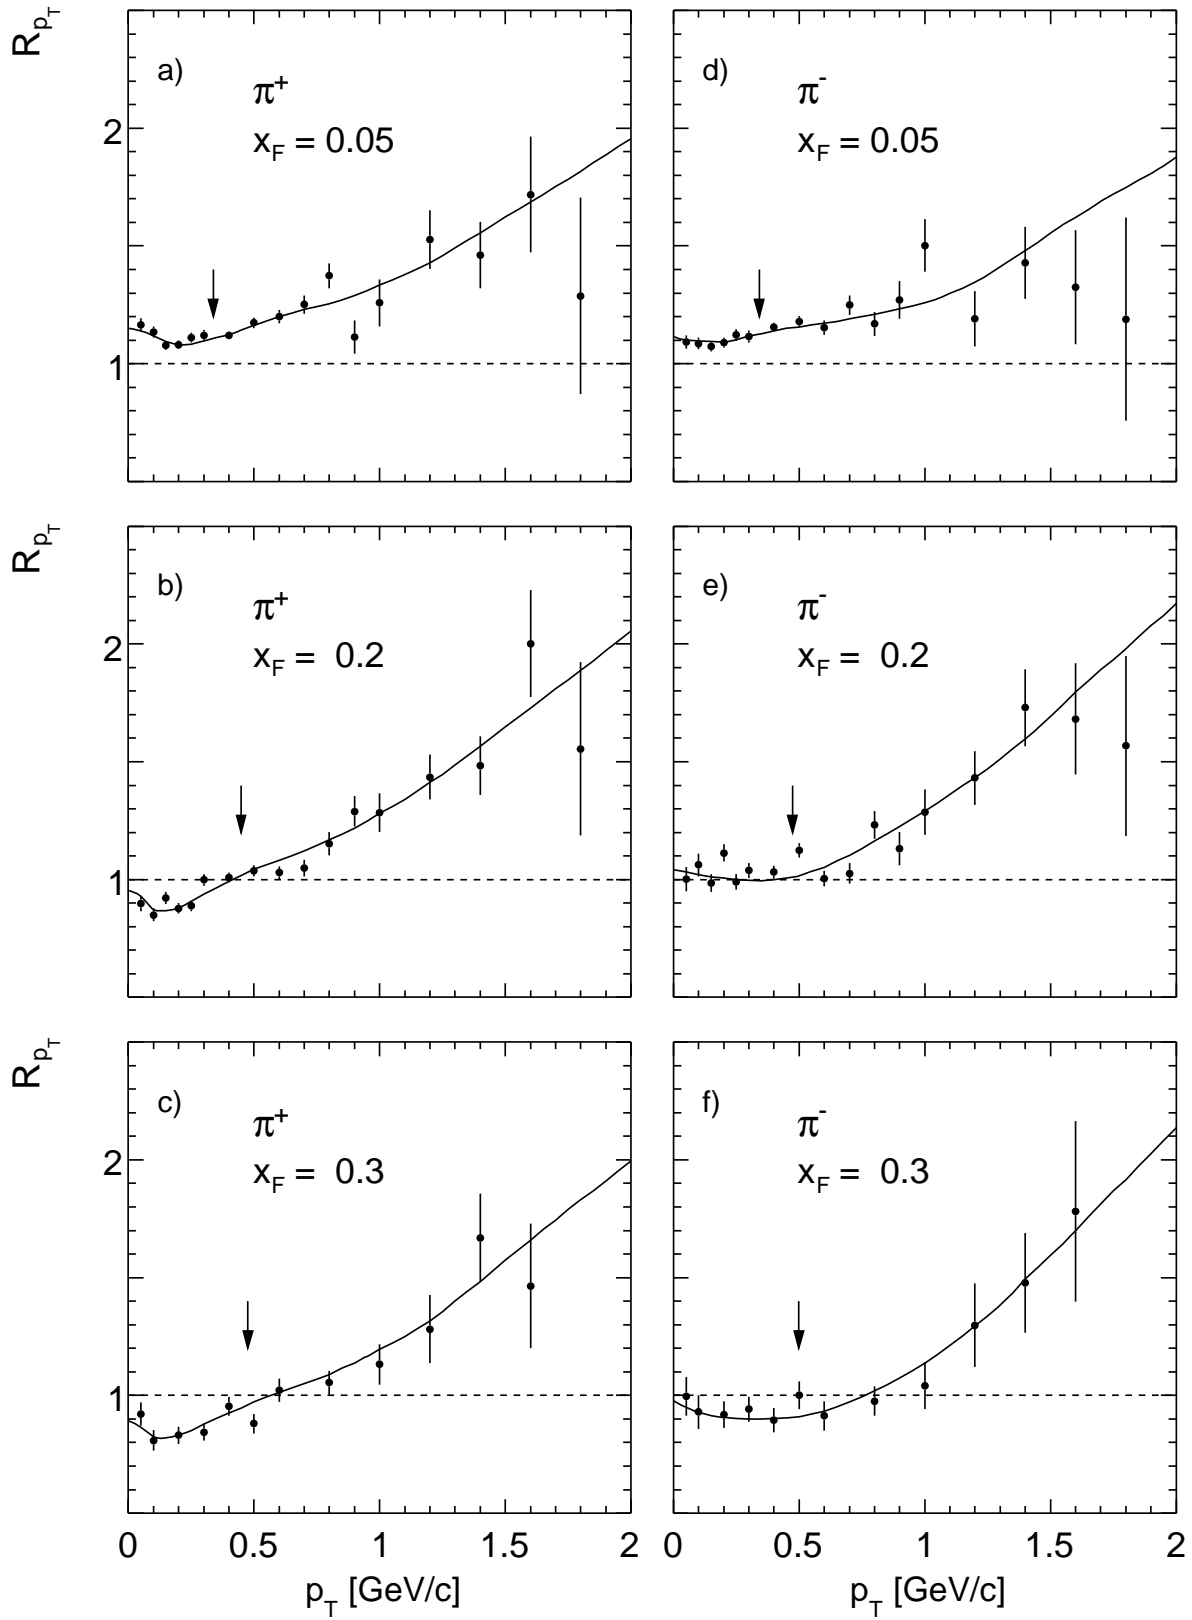 R_{p_T}
a)
π⁺
x_F = 0.05
2
1
d)
π⁻
x_F = 0.05
R_{p_T}
b)
π⁺
x_F = 0.2
2
1
e)
π⁻
x_F = 0.2
R_{p_T}
c)
π⁺
x_F = 0.3
2
1
f)
π⁻
x_F = 0.3
0 0.5 1 1.5 2
0.5 1 1.5 2
p_T [GeV/c]
p_T [GeV/c]